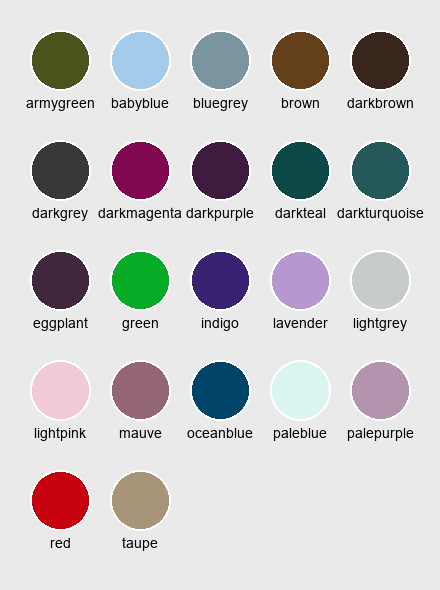 armygreen babyblue bluegrey brown darkbrown
darkgrey darkmagenta darkpurple darkteal darkturquoise
eggplant green indigo lavender lightgrey
lightpink mauve oceanblue paleblue palepurple
red taupe